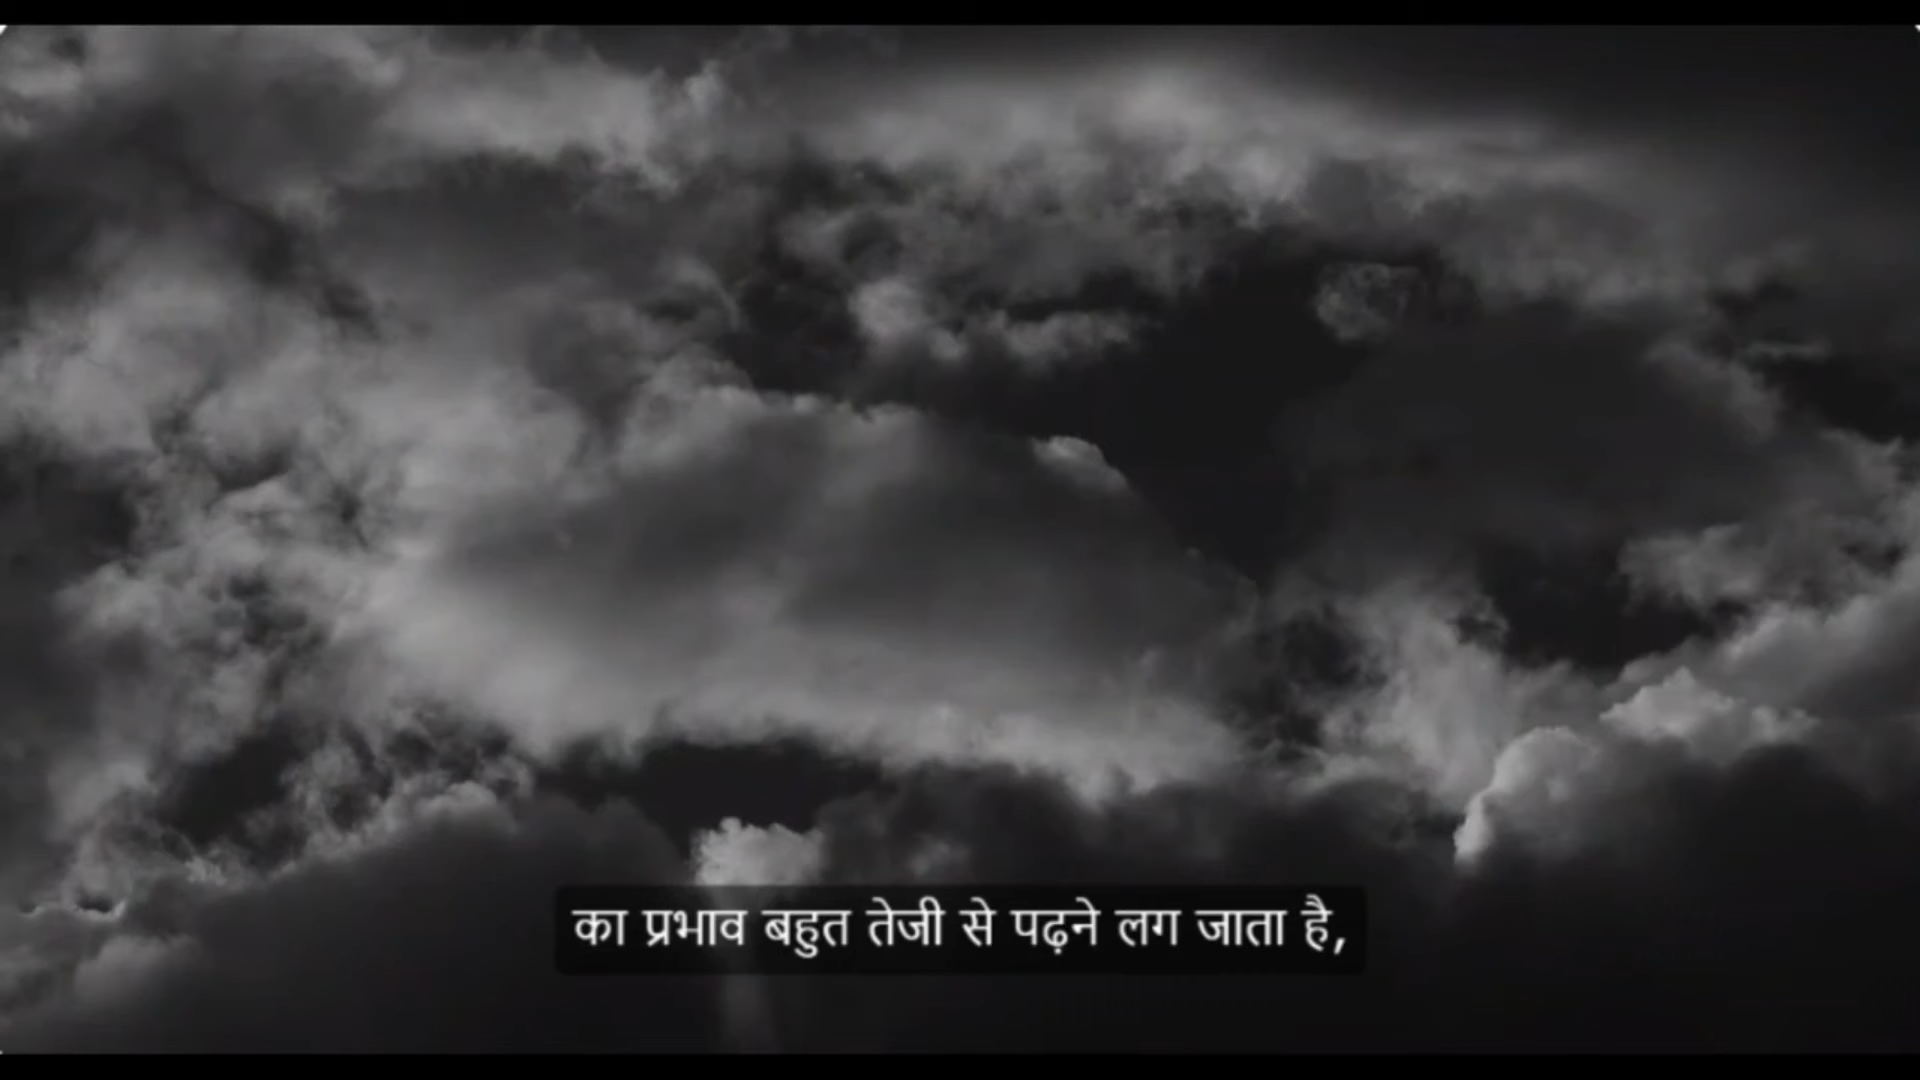 का प्रभाव बहुत तेजी से पढ़ने लग जाता है,